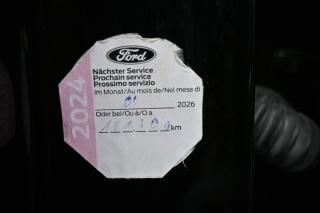 Ford
2024
Nächster Service
Prochain service
Prossimo servizio
im Monat/Au mois de/Nel mese di
01 2026
Oder bei/Ou à/O a
km